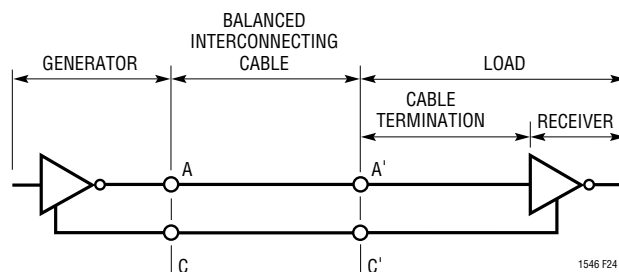 BALANCED
INTERCONNECTING
CABLE
GENERATOR
LOAD
CABLE
TERMINATION
RECEIVER
A
A'
C
C'
1546 F24